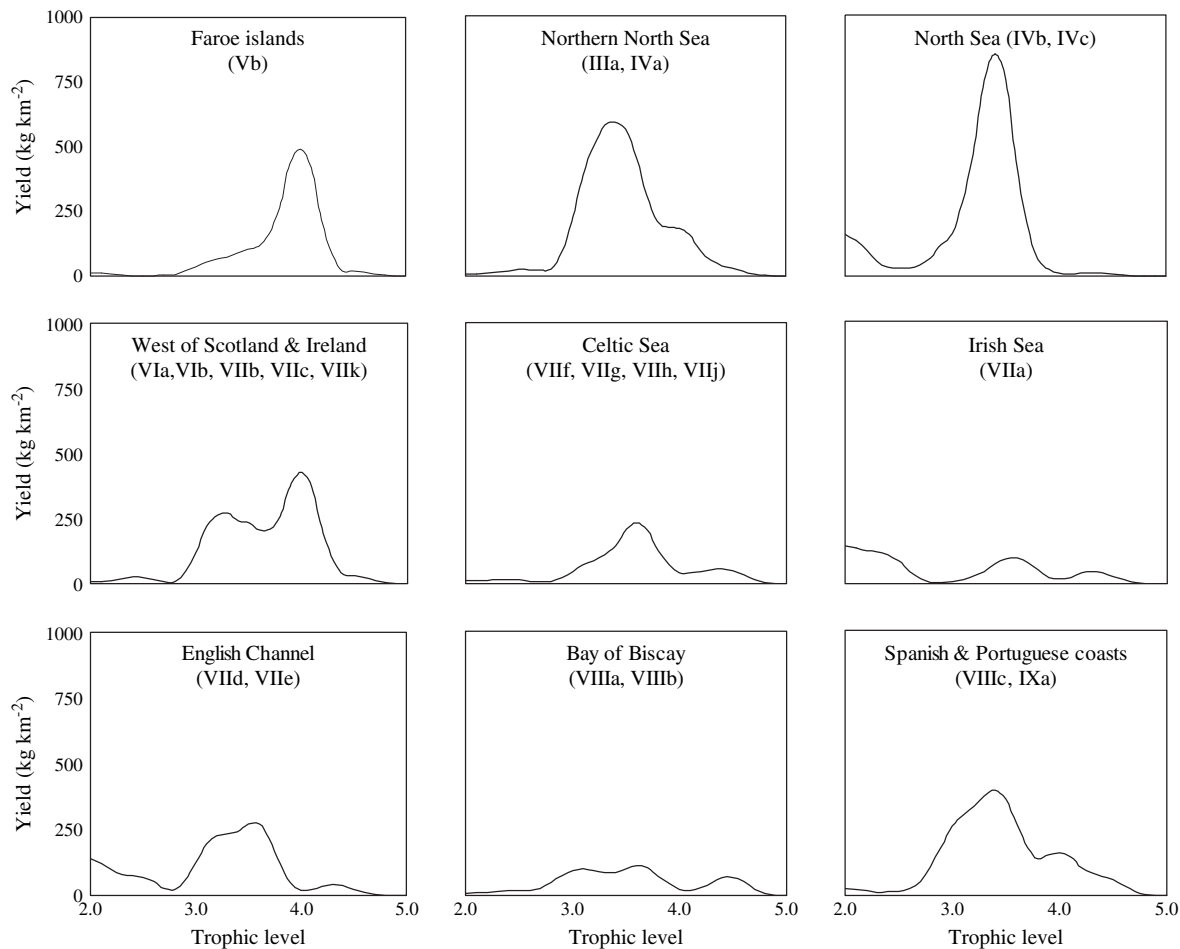 Faroe islands
(Vb)
Northern North Sea
(IIIa, IVa)
North Sea (IVb, IVc)
1000
750
500
250
0
Yield (kg km-2)
West of Scotland & Ireland
(VIa,VIb, VIIb, VIIc, VIIk)
Celtic Sea
(VIIf, VIIg, VIIh, VIIj)
Irish Sea
(VIIa)
1000
750
500
250
0
Yield (kg km-2)
English Channel
(VIId, VIIe)
Bay of Biscay
(VIIIa, VIIIb)
Spanish & Portuguese coasts
(VIIIc, IXa)
1000
750
500
250
0
Yield (kg km-2)
2.0 3.0 4.0 5.0
Trophic level
2.0 3.0 4.0 5.0
Trophic level
2.0 3.0 4.0 5.0
Trophic level